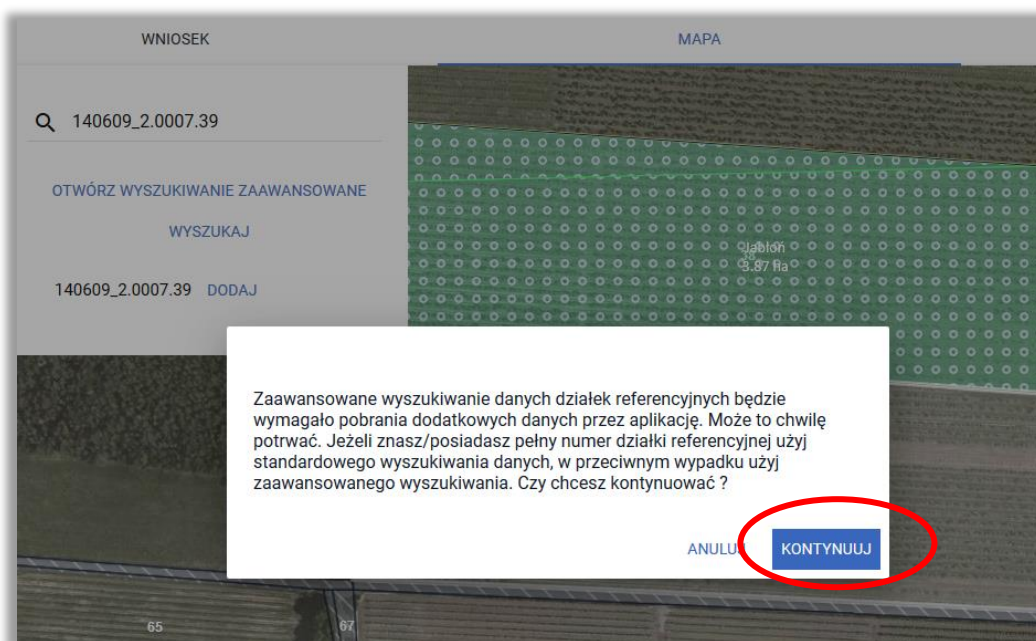 WNIOSEK
MAPA
140609_2.0007.39
OTWÓRZ WYSZUKIWANIE ZAAWANSOWANE
WYSZUKAJ
140609_2.0007.39 DODAJ
Jabłoń
3.87 ha
Zaawansowane wyszukiwanie danych działek referencyjnych będzie
wymagało pobrania dodatkowych danych przez aplikację. Może to chwilę
potrwać. Jeżeli znasz/posiadasz pełny numer działki referencyjnej użyj
standardowego wyszukiwania danych, w przeciwnym wypadku użyj
zaawansowanego wyszukiwania. Czy chcesz kontynuować ?
ANULUJ
KONTYNUUJ
65
67